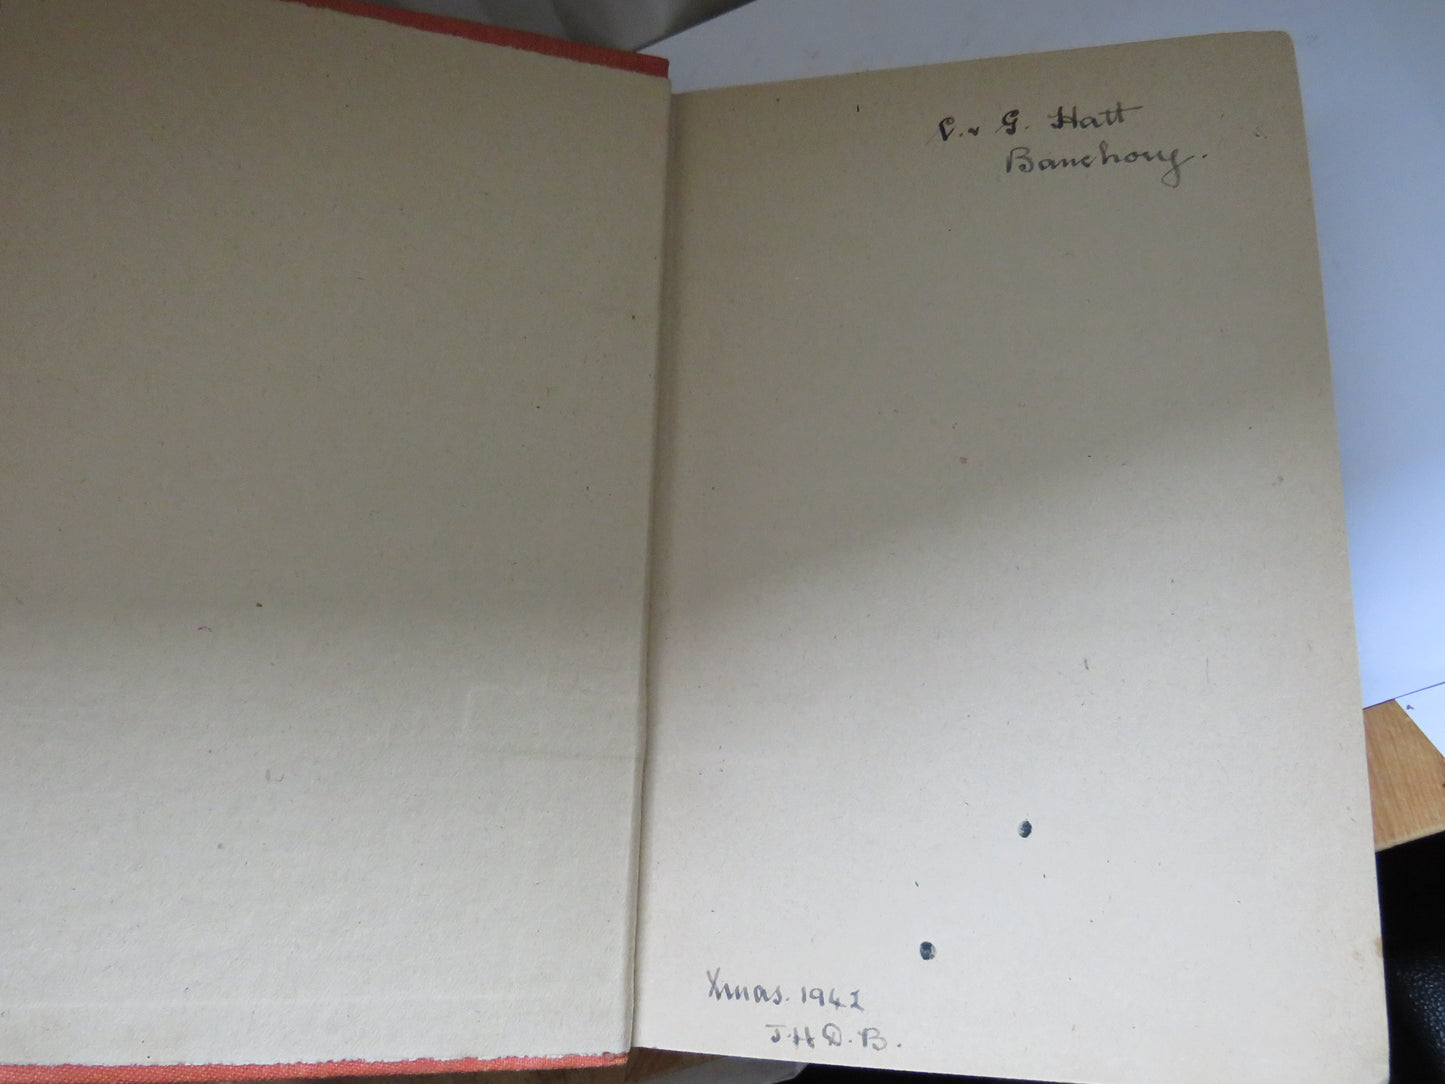 L. & G. Hatt
Banchory.
Xmas. 1942
J.H.D.B.